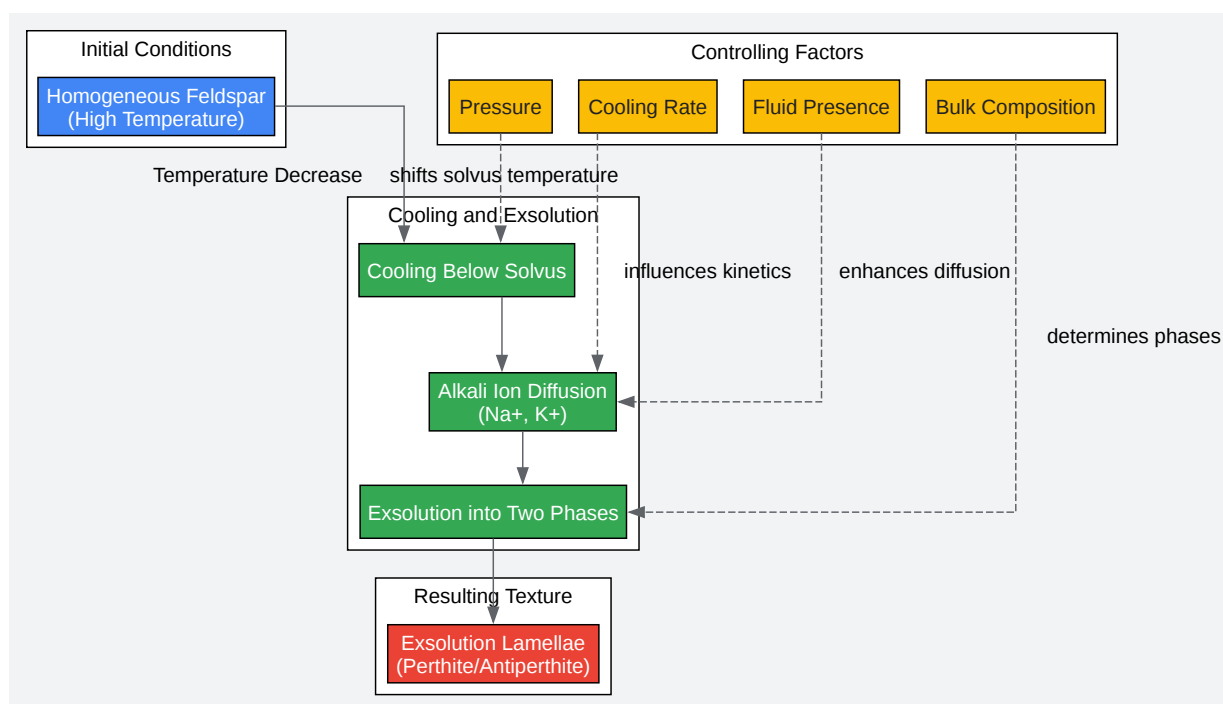 Initial Conditions
Homogeneous Feldspar
(High Temperature)
Controlling Factors
Pressure
Cooling Rate
Fluid Presence
Bulk Composition
Temperature Decrease
shifts solvus temperature
Cooling and Exsolution
Cooling Below Solvus
influences kinetics
enhances diffusion
determines phases
Alkali Ion Diffusion
(Na+, K+)
Exsolution into Two Phases
Resulting Texture
Exsolution Lamellae
(Perthite/Antiperthite)